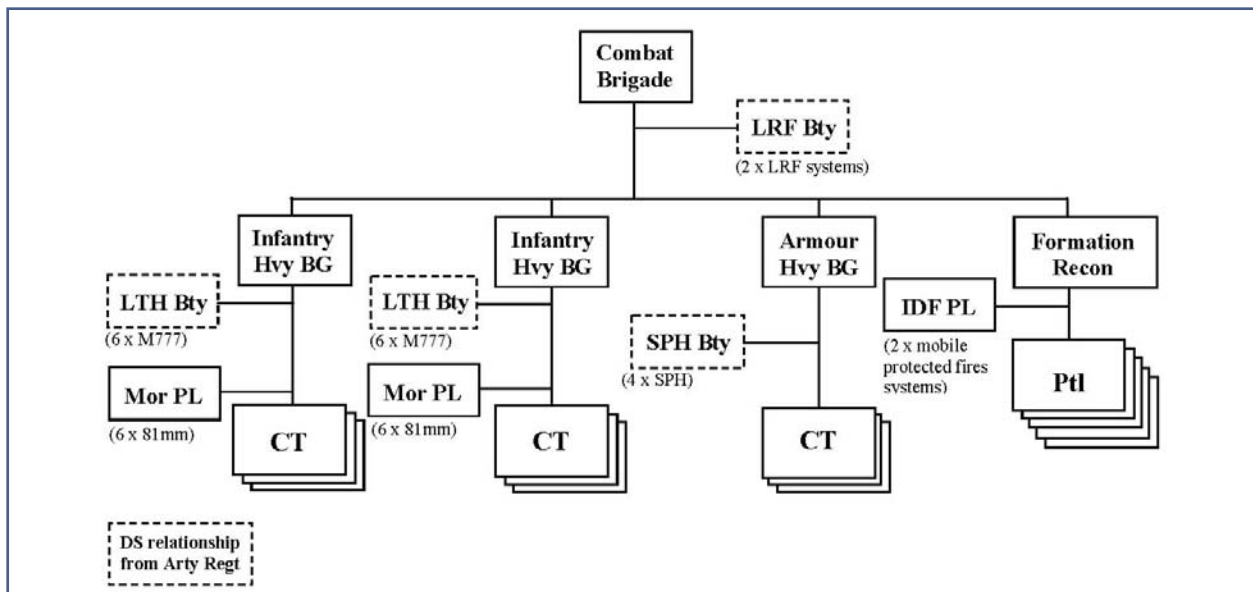 Combat
Brigade
LRF Bty
(2 x LRF systems)
Infantry
Hvy BG
LTH Bty
(6 x M777)
Mor PL
(6 x 81mm)
CT
Infantry
Hvy BG
LTH Bty
(6 x M777)
Mor PL
(6 x 81mm)
CT
Armour
Hvy BG
SPH Bty
(4 x SPH)
CT
Formation
Recon
IDF PL
(2 x mobile
protected fires
systems)
Ptl
DS relationship
from Arty Regt